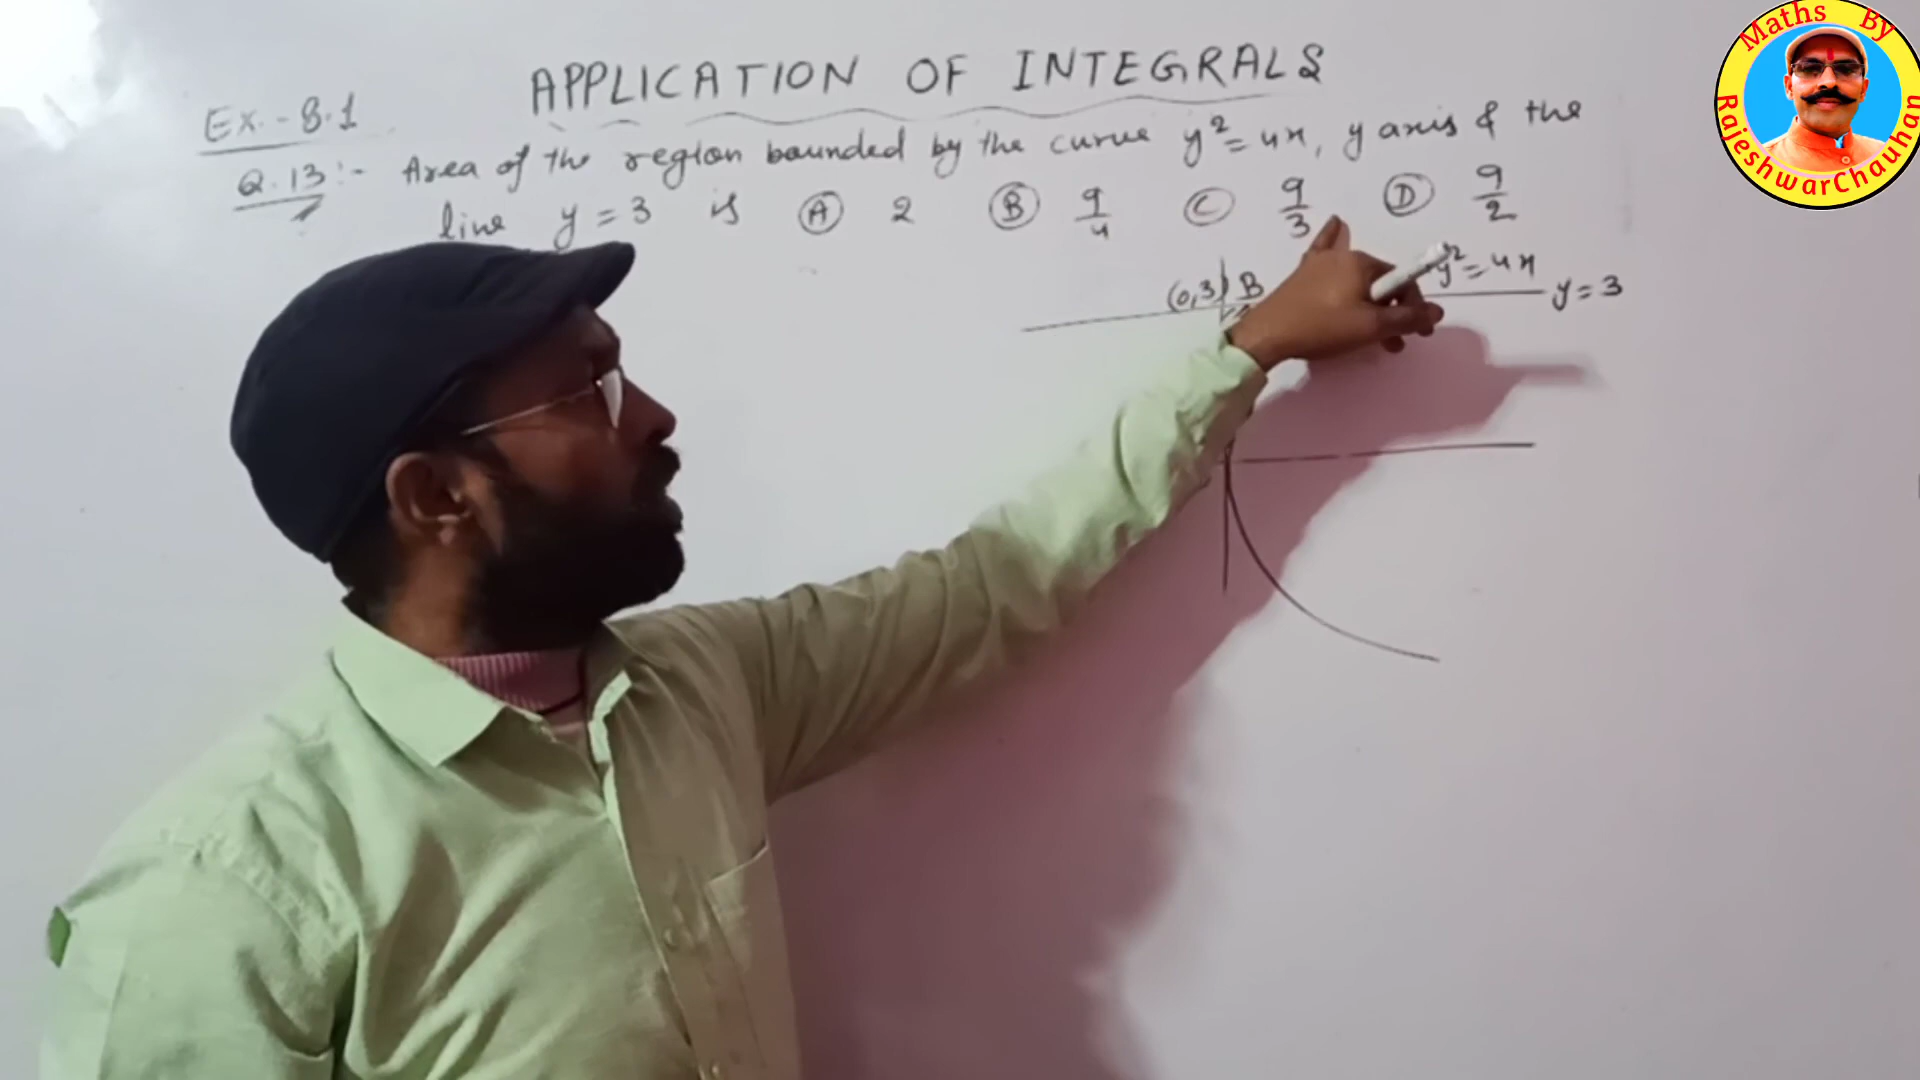 APPLICATION OF INTEGRALS
Ex.-8.1
Q.13:- Area of the region bounded by the curve y²=4x, y axis & the
line y=3 is Ⓐ 2 Ⓑ 9/4 Ⓒ 9/3 Ⓓ 9/2
y²=4x
(0,3) B
y=3
Maths By
RajeshwarChauhan